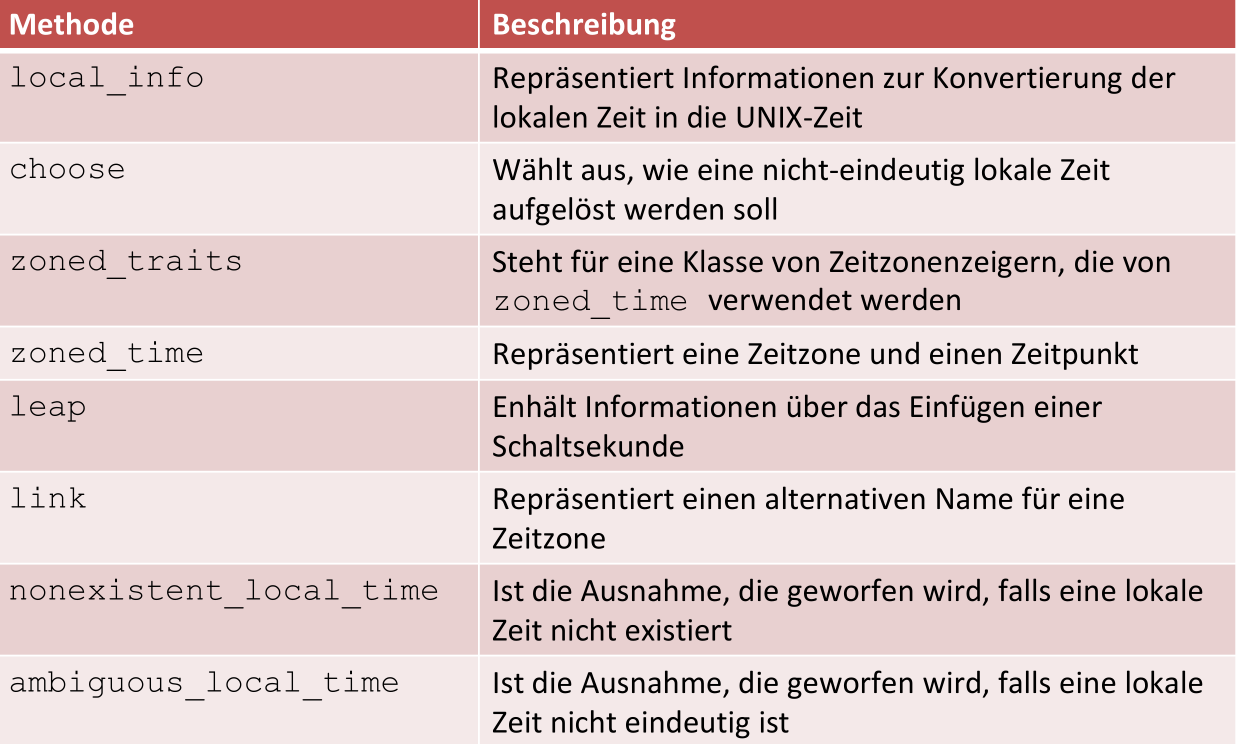 Methode Beschreibung
local_info Repräsentiert Informationen zur Konvertierung der
lokalen Zeit in die UNIX-Zeit
choose Wählt aus, wie eine nicht-eindeutig lokale Zeit
aufgelöst werden soll
zoned_traits Steht für eine Klasse von Zeitzonenzeigern, die von
zoned_time verwendet werden
zoned_time Repräsentiert eine Zeitzone und einen Zeitpunkt
leap Enhält Informationen über das Einfügen einer
Schaltsekunde
link Repräsentiert einen alternativen Name für eine
Zeitzone
nonexistent_local_time Ist die Ausnahme, die geworfen wird, falls eine lokale
Zeit nicht existiert
ambiguous_local_time Ist die Ausnahme, die geworfen wird, falls eine lokale
Zeit nicht eindeutig ist